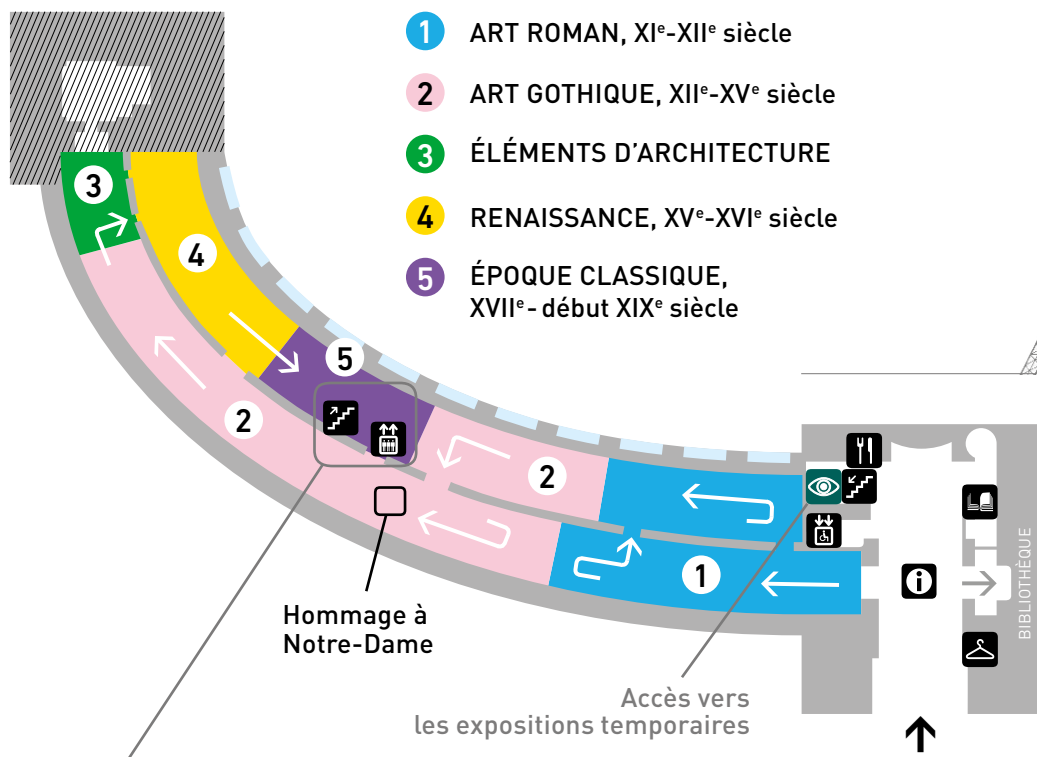 1 ART ROMAN, XIᵉ-XIIᵉ siècle
2 ART GOTHIQUE, XIIᵉ-XVᵉ siècle
3 ÉLÉMENTS D’ARCHITECTURE
4 RENAISSANCE, XVᵉ-XVIᵉ siècle
5 ÉPOQUE CLASSIQUE,
XVIIᵉ - début XIXᵉ siècle
3
4
5
2
2
1
i
BIBLIOTHÈQUE
Hommage à
Notre-Dame
Accès vers
les expositions temporaires